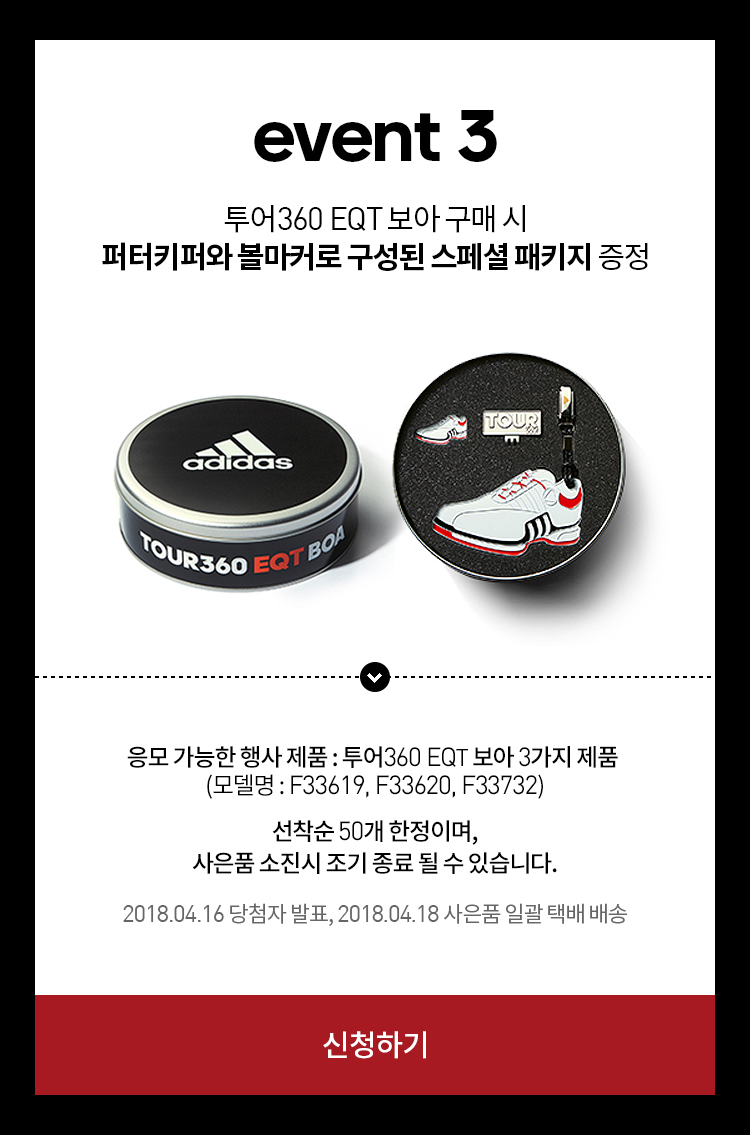 event 3
투어360 EQT 보아 구매 시
퍼터키퍼와 볼마커로 구성된 스페셜 패키지 증정
adidas
TOUR360 EQT BOA
TOUR
응모 가능한 행사 제품 : 투어360 EQT 보아 3가지 제품
(모델명 : F33619, F33620, F33732)
선착순 50개 한정이며,
사은품 소진시 조기 종료 될 수 있습니다.
2018.04.16 당첨자 발표, 2018.04.18 사은품 일괄 택배 배송
신청하기